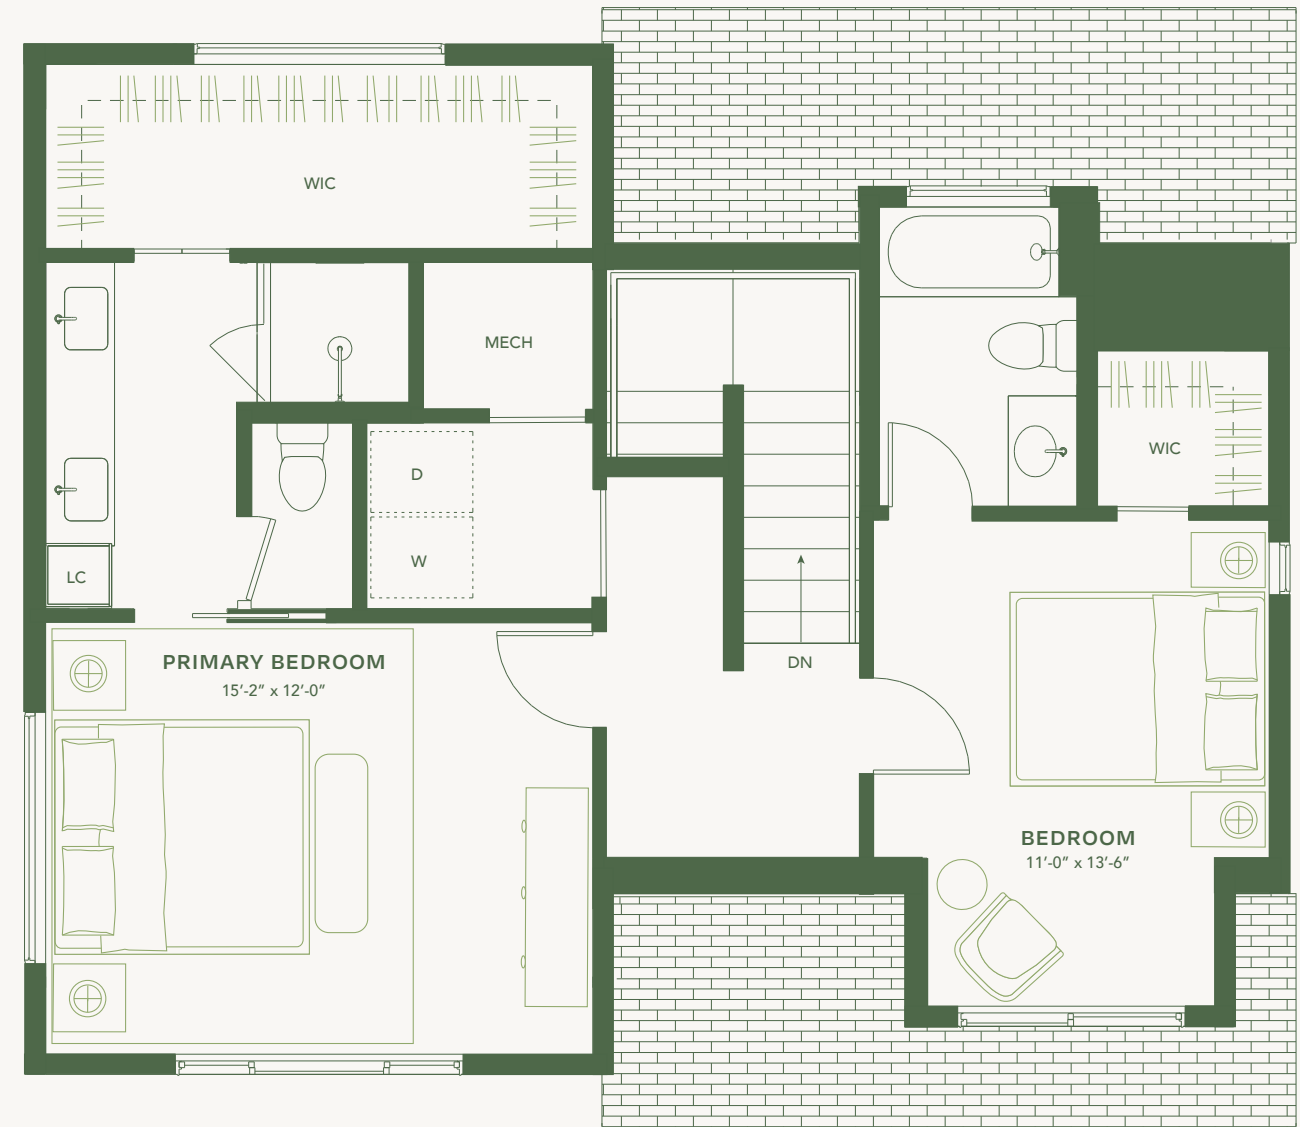 WIC
MECH
WIC
D
W
LC
PRIMARY BEDROOM
15’-2” x 12’-0”
DN
BEDROOM
11’-0” x 13’-6”